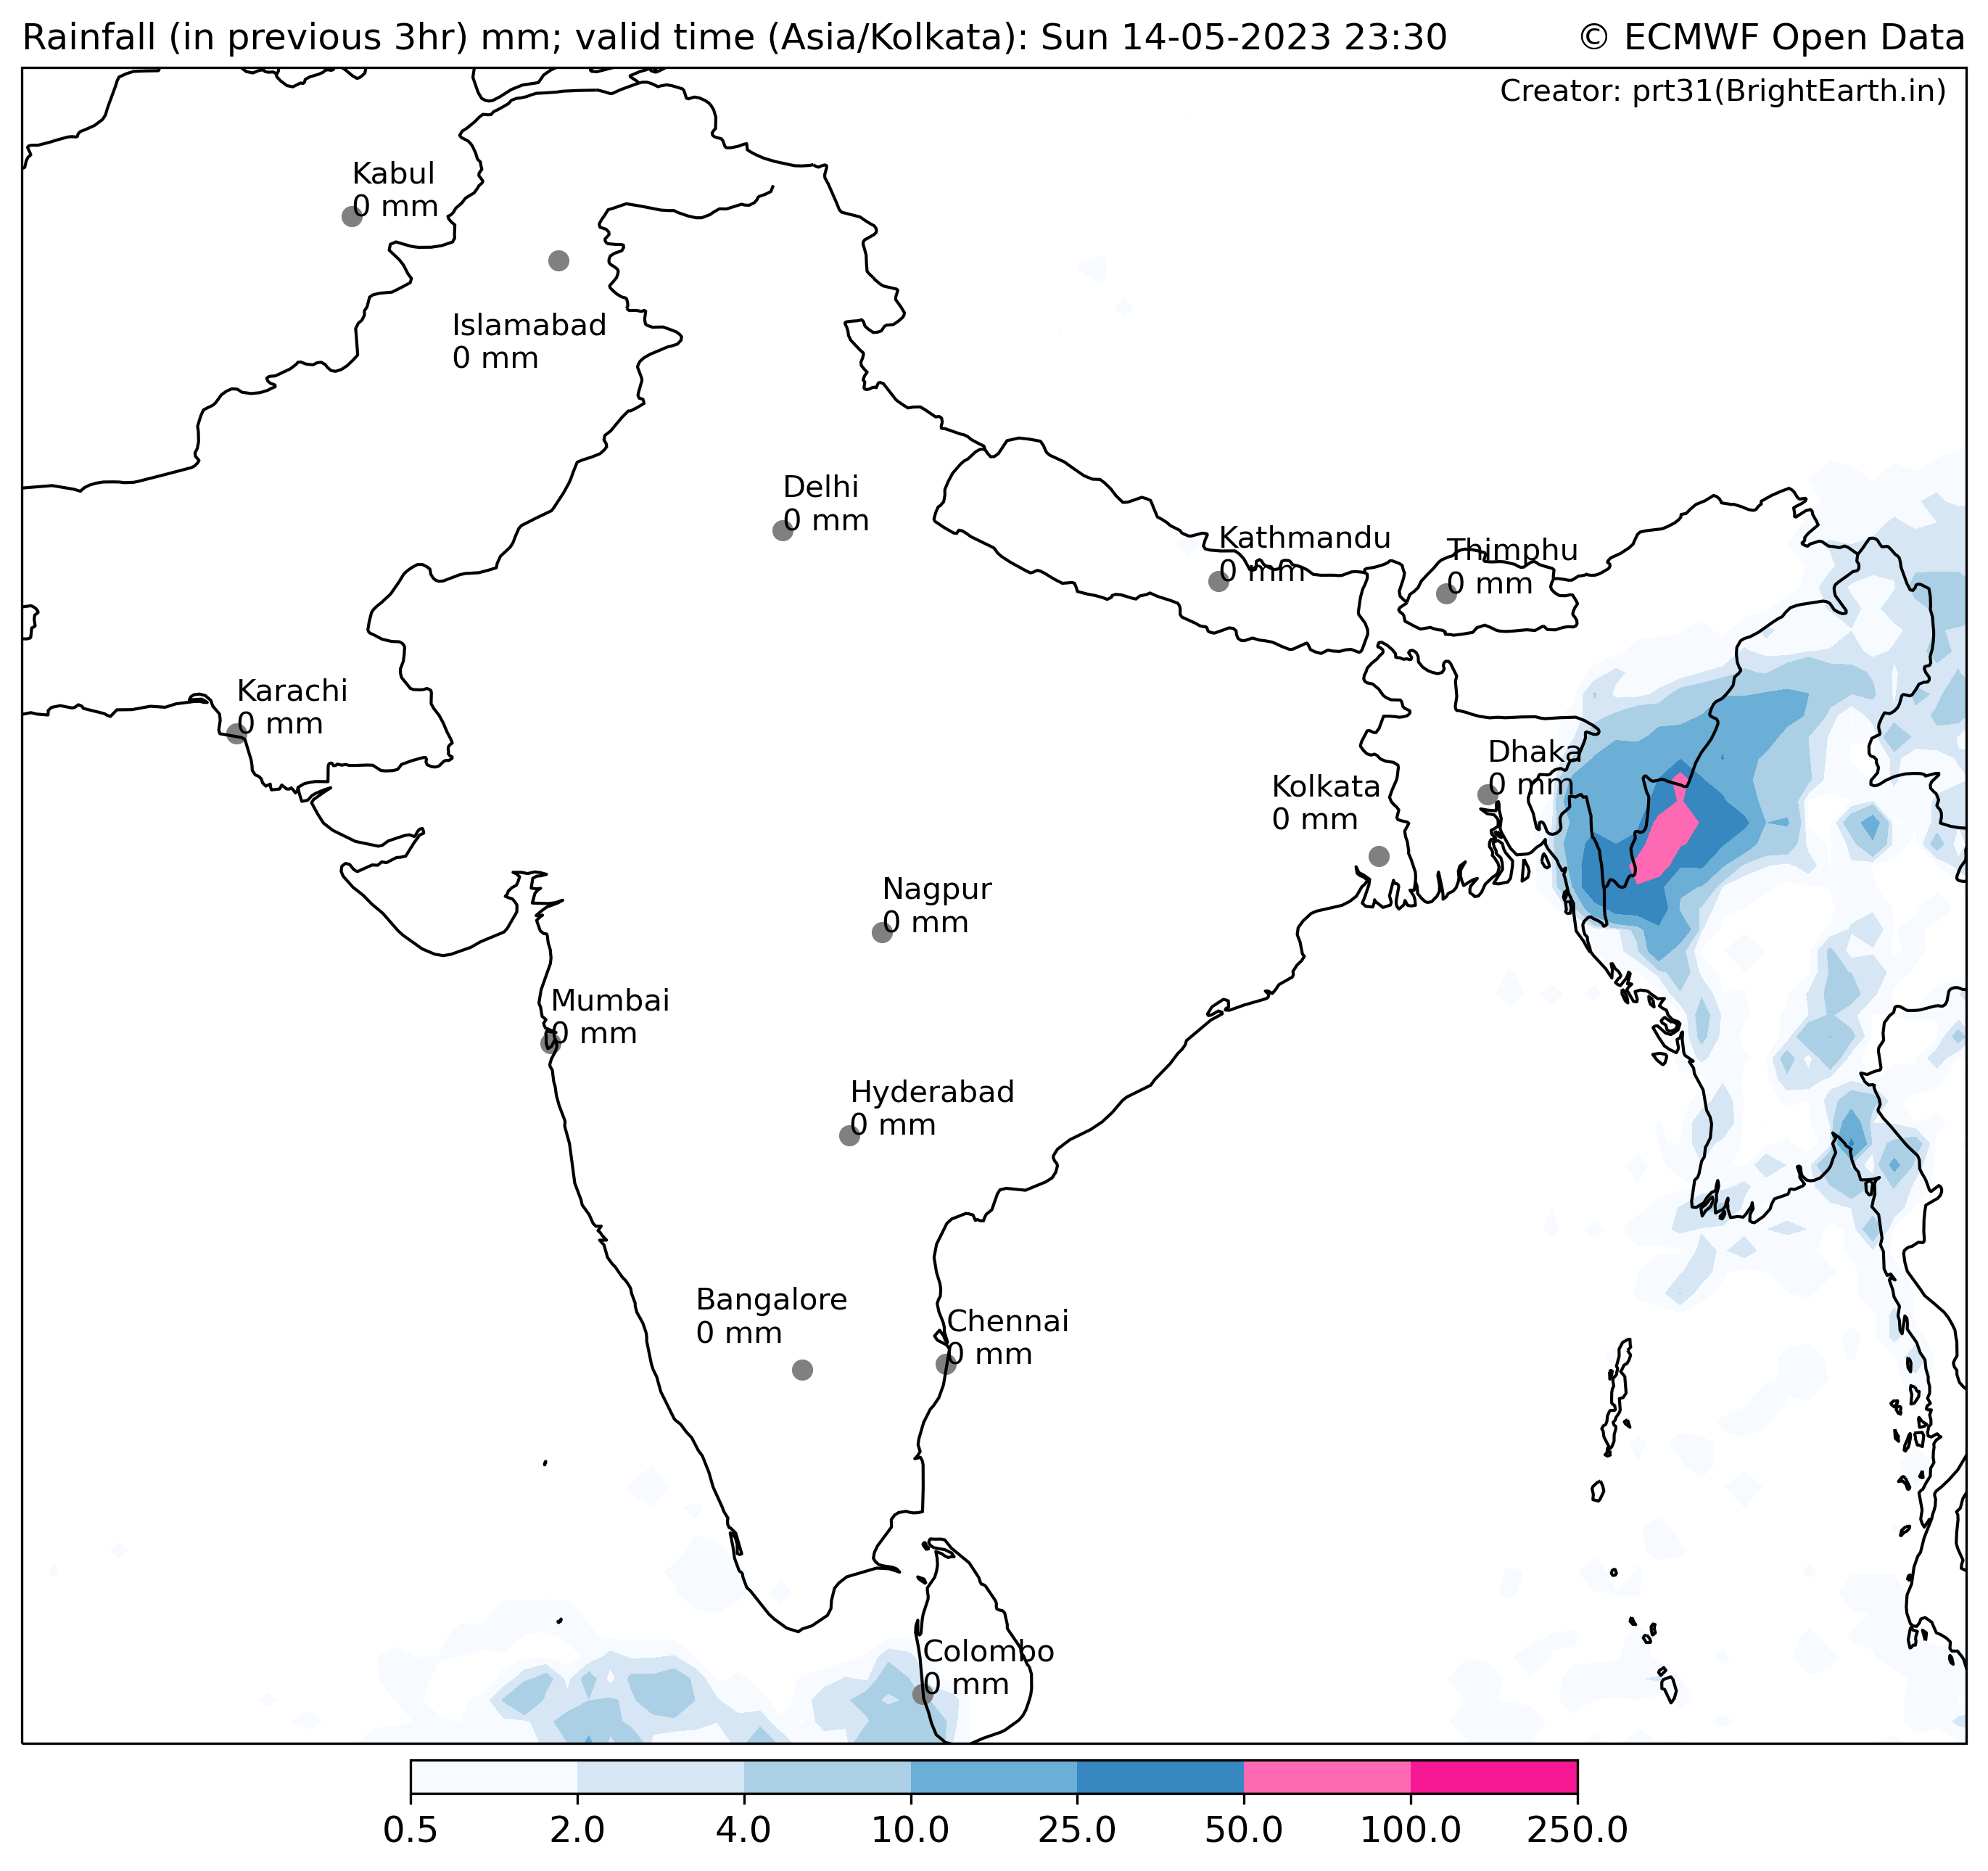 Rainfall (in previous 3hr) mm; valid time (Asia/Kolkata): Sun 14-05-2023 23:30
© ECMWF Open Data
Creator: prt31(BrightEarth.in)
Kabul
0 mm
Islamabad
0 mm
Delhi
0 mm
Kathmandu
0 mm
Thimphu
0 mm
Karachi
0 mm
Dhaka
0 mm
Kolkata
0 mm
Nagpur
0 mm
Mumbai
0 mm
Hyderabad
0 mm
Bangalore
0 mm
Chennai
0 mm
Colombo
0 mm
0.5 2.0 4.0 10.0 25.0 50.0 100.0 250.0